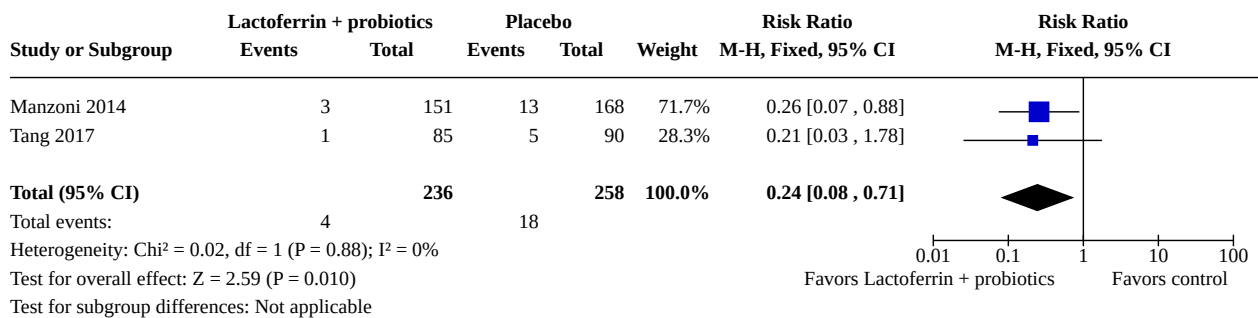 Lactoferrin + probiotics Placebo Risk Ratio Risk Ratio
Study or Subgroup Events Total Events Total Weight M-H, Fixed, 95% CI M-H, Fixed, 95% CI
Manzoni 2014 3 151 13 168 71.7% 0.26 [0.07 , 0.88]
Tang 2017 1 85 5 90 28.3% 0.21 [0.03 , 1.78]
Total (95% CI) 236 258 100.0% 0.24 [0.08 , 0.71]
Total events: 4 18
Heterogeneity: Chi² = 0.02, df = 1 (P = 0.88); I² = 0%
0.01 0.1 1 10 100
Test for overall effect: Z = 2.59 (P = 0.010) Favors Lactoferrin + probiotics Favors control
Test for subgroup differences: Not applicable